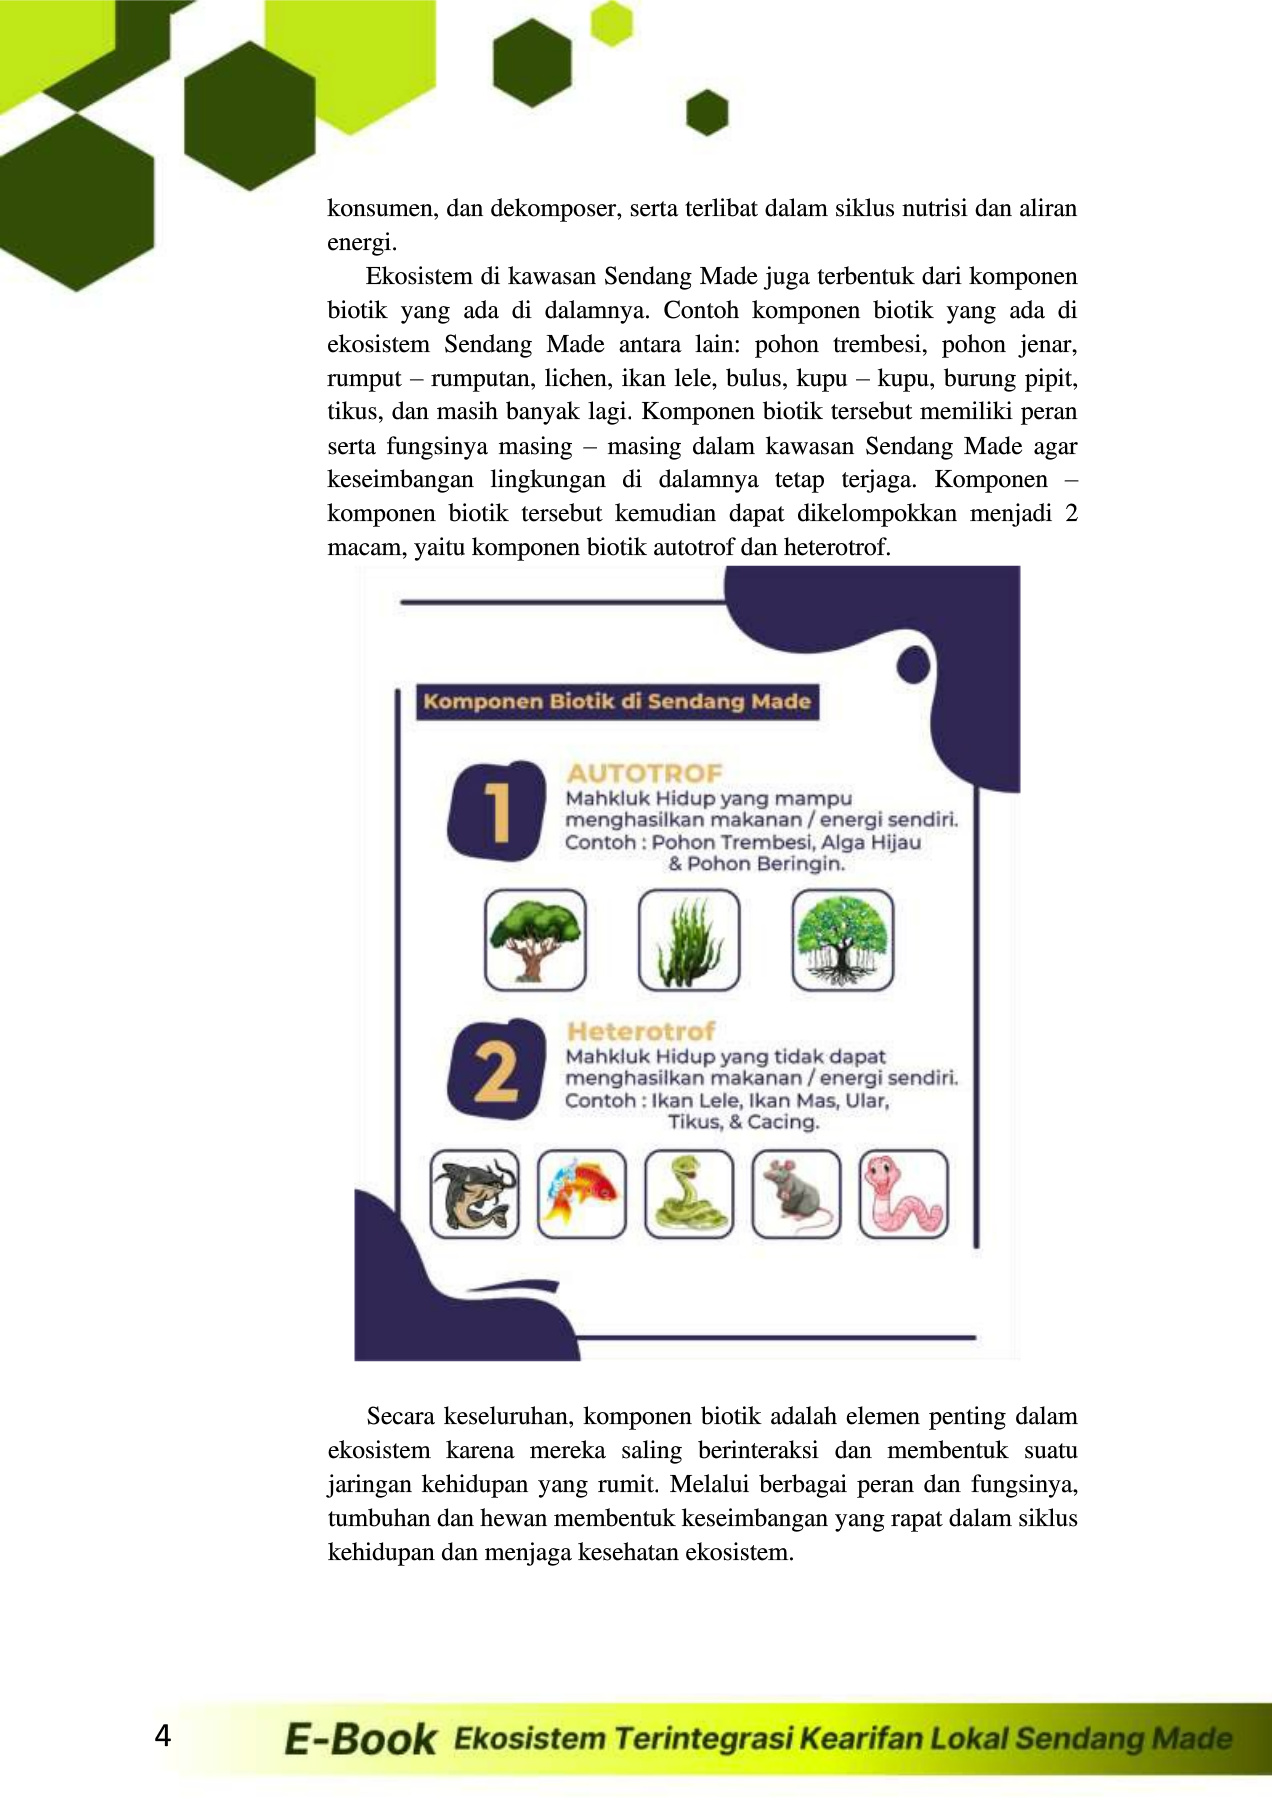 konsumen, dan dekomposer, serta terlibat dalam siklus nutrisi dan aliran
energi.
Ekosistem di kawasan Sendang Made juga terbentuk dari komponen
biotik yang ada di dalamnya. Contoh komponen biotik yang ada di
ekosistem Sendang Made antara lain: pohon trembesi, pohon jenar,
rumput – rumputan, lichen, ikan lele, bulus, kupu – kupu, burung pipit,
tikus, dan masih banyak lagi. Komponen biotik tersebut memiliki peran
serta fungsinya masing – masing dalam kawasan Sendang Made agar
keseimbangan lingkungan di dalamnya tetap terjaga. Komponen –
komponen biotik tersebut kemudian dapat dikelompokkan menjadi 2
macam, yaitu komponen biotik autotrof dan heterotrof.
Komponen Biotik di Sendang Made
1
AUTOTROF
Mahkluk Hidup yang mampu
menghasilkan makanan / energi sendiri.
Contoh : Pohon Trembesi, Alga Hijau
& Pohon Beringin.
2
Heterotrof
Mahkluk Hidup yang tidak dapat
menghasilkan makanan / energi sendiri.
Contoh : Ikan Lele, Ikan Mas, Ular,
Tikus, & Cacing.
Secara keseluruhan, komponen biotik adalah elemen penting dalam
ekosistem karena mereka saling berinteraksi dan membentuk suatu
jaringan kehidupan yang rumit. Melalui berbagai peran dan fungsinya,
tumbuhan dan hewan membentuk keseimbangan yang rapat dalam siklus
kehidupan dan menjaga kesehatan ekosistem.
4
E-Book Ekosistem Terintegrasi Kearifan Lokal Sendang Made